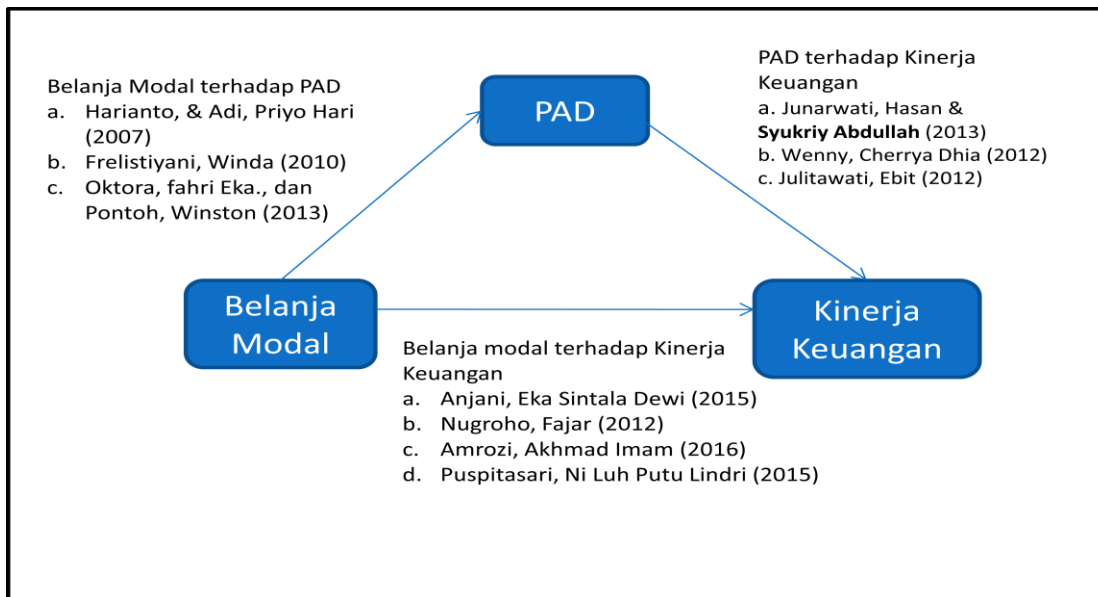 Belanja Modal terhadap PAD
a. Harianto, & Adi, Priyo Hari
(2007)
b. Frelistiyani, Winda (2010)
c. Oktora, fahri Eka., dan
Pontoh, Winston (2013)
PAD
PAD terhadap Kinerja
Keuangan
a. Junarwati, Hasan &
Syukriy Abdullah (2013)
b. Wenny, Cherrya Dhia (2012)
c. Julitawati, Ebit (2012)
Belanja
Modal
Kinerja
Keuangan
Belanja modal terhadap Kinerja
Keuangan
a. Anjani, Eka Sintala Dewi (2015)
b. Nugroho, Fajar (2012)
c. Amrozi, Akhmad Imam (2016)
d. Puspitasari, Ni Luh Putu Lindri (2015)